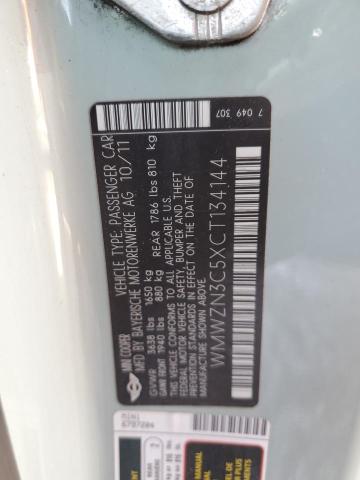 MINI COOPER
VEHICLE TYPE: PASSENGER CAR
MFD BY BAYERISCHE MOTORENWERKE AG 10/11
GVWR 3638 lbs 1650 kg
GAWR FRONT 1940 lbs 880 kg REAR 1786 lbs 810 kg
THIS VEHICLE CONFORMS TO ALL APPLICABLE U.S.
FEDERAL MOTOR VEHICLE SAFETY, BUMPER AND THEFT
PREVENTION STANDARDS IN EFFECT
ON THE DATE OF MANUFACTURE SHOWN ABOVE.
WMWZN3C5XCT134144
7 049 307
MINI
6797204
MANUAL